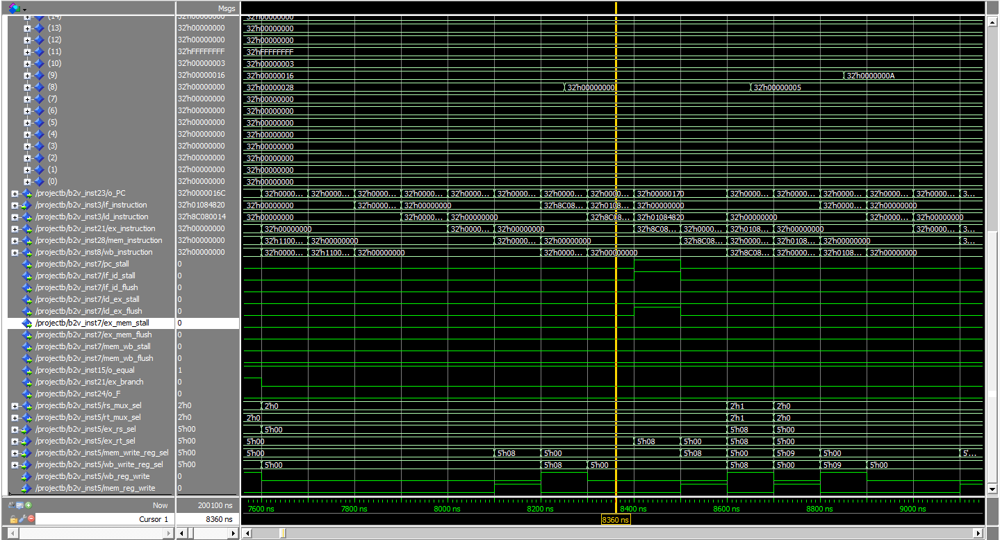 Msgs
(14) 32'h00000000 32'h00000000
(13) 32'h00000000 32'h00000000
(12) 32'h00000000 32'h00000000
(11) 32'hFFFFFFFF 32'hFFFFFFFF
(10) 32'h00000003 32'h00000003
(9) 32'h00000016 32'h00000016 32'h0000000A
(8) 32'h00000000 32'h00000028 32'h00000000 32'h00000005
(7) 32'h00000000 32'h00000000
(6) 32'h00000000 32'h00000000
(5) 32'h00000000 32'h00000000
(4) 32'h00000000 32'h00000000
(3) 32'h00000000 32'h00000000
(2) 32'h00000000 32'h00000000
(1) 32'h00000000 32'h00000000
(0) 32'h00000000 32'h00000000
/projectb/b2v_inst23/o_PC 32'h0000016C 32'h0000... 32'h0000... 32'h0000... 32'h0000... 32'h0000... 32'h0000... 32'h0000... 32'h0000... 32'h00000170 32'h0000... 32'h0000... 32'h0000... 32'h0000... 32'h0000... 3...
/projectb/b2v_inst3/if_instruction 32'h01084820 32'h00000000 32'h0000... 32'h00000000 32'h8C08... 32'h0108... 32'h00000000 32'h0000... 32'h00000000
/projectb/b2v_inst3/id_instruction 32'h8C080014 32'h00000000 32'h0000... 32'h00000000 32'h8C08... 32'h01084820 32'h00000000 32'h0000... 32'h00000000
/projectb/b2v_inst21/ex_instruction 32'h00000000 32'h00000000 32'h0000... 32'h00000000 32'h8C08... 32'h0000... 32'h0108... 32'h00000000 32'h0000... 3...
/projectb/b2v_inst28/mem_instruction 32'h00000000 32'h1100... 32'h00000000 32'h0000... 32'h00000000 32'h8C08... 32'h0000... 32'h0108... 32'h00000000 3...
/projectb/b2v_inst8/wb_instruction 32'h00000000 32'h0000... 32'h1100... 32'h00000000 32'h0000... 32'h00000000 32'h8C08... 32'h0000... 32'h0108... 32'h00000000
/projectb/b2v_inst7/pc_stall 0
/projectb/b2v_inst7/if_id_stall 0
/projectb/b2v_inst7/if_id_flush 0
/projectb/b2v_inst7/id_ex_stall 0
/projectb/b2v_inst7/id_ex_flush 0
/projectb/b2v_inst7/ex_mem_stall 0
/projectb/b2v_inst7/ex_mem_flush 0
/projectb/b2v_inst7/mem_wb_stall 0
/projectb/b2v_inst7/mem_wb_flush 0
/projectb/b2v_inst15/o_equal 1
/projectb/b2v_inst21/ex_branch 0
/projectb/b2v_inst24/o_F 0
/projectb/b2v_inst5/rs_mux_sel 2'h0 2'h0 2'h1 2'h0
/projectb/b2v_inst5/rt_mux_sel 2'h0 2'h0 2'h1 2'h0
/projectb/b2v_inst5/ex_rs_sel 5'h00 5'h00 5'h08 5'h00
/projectb/b2v_inst5/ex_rt_sel 5'h00 5'h00 5'h08 5'h00 5'h08 5'h00
/projectb/b2v_inst5/mem_write_reg_sel 5'h00 5'h00 5'h08 5'h00 5'h08 5'h00 5'h09 5'h00 5'...
/projectb/b2v_inst5/wb_write_reg_sel 5'h00 5'h00 5'h08 5'h00 5'h08 5'h00 5'h09 5'h00
/projectb/b2v_inst5/wb_reg_write 0
/projectb/b2v_inst5/mem_reg_write 0
Now 200100 ns 7600 ns 7800 ns 8000 ns 8200 ns 8400 ns 8600 ns 8800 ns 9000 ns
Cursor 1 8360 ns 8360 ns